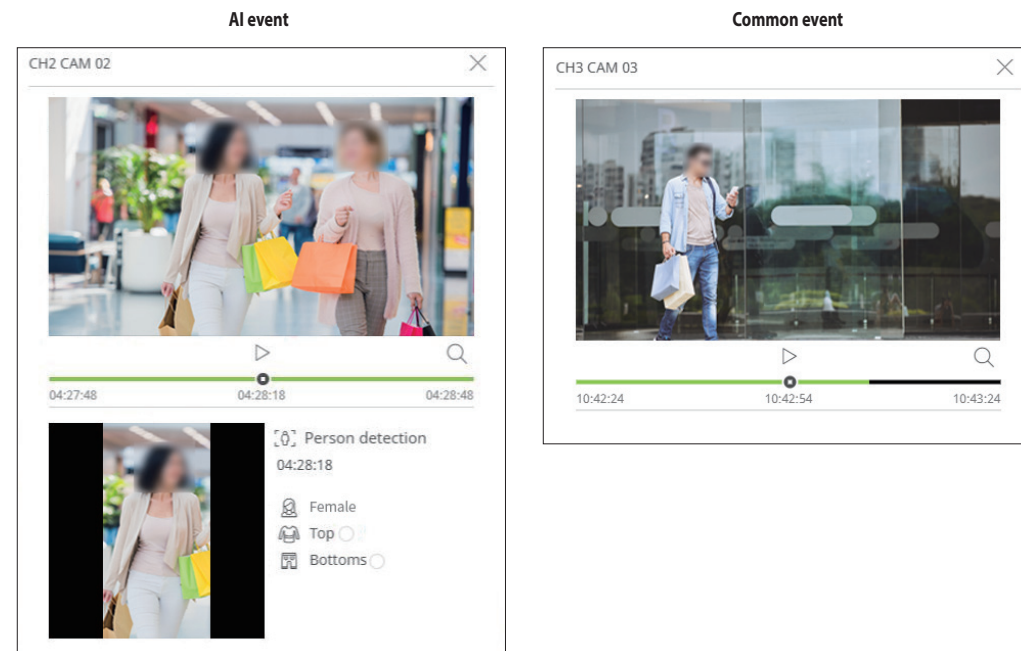 AI event
CH2 CAM 02
04:27:48 04:28:18 04:28:48
Person detection
04:28:18
Female
Top
Bottoms
Common event
CH3 CAM 03
10:42:24 10:42:54 10:43:24